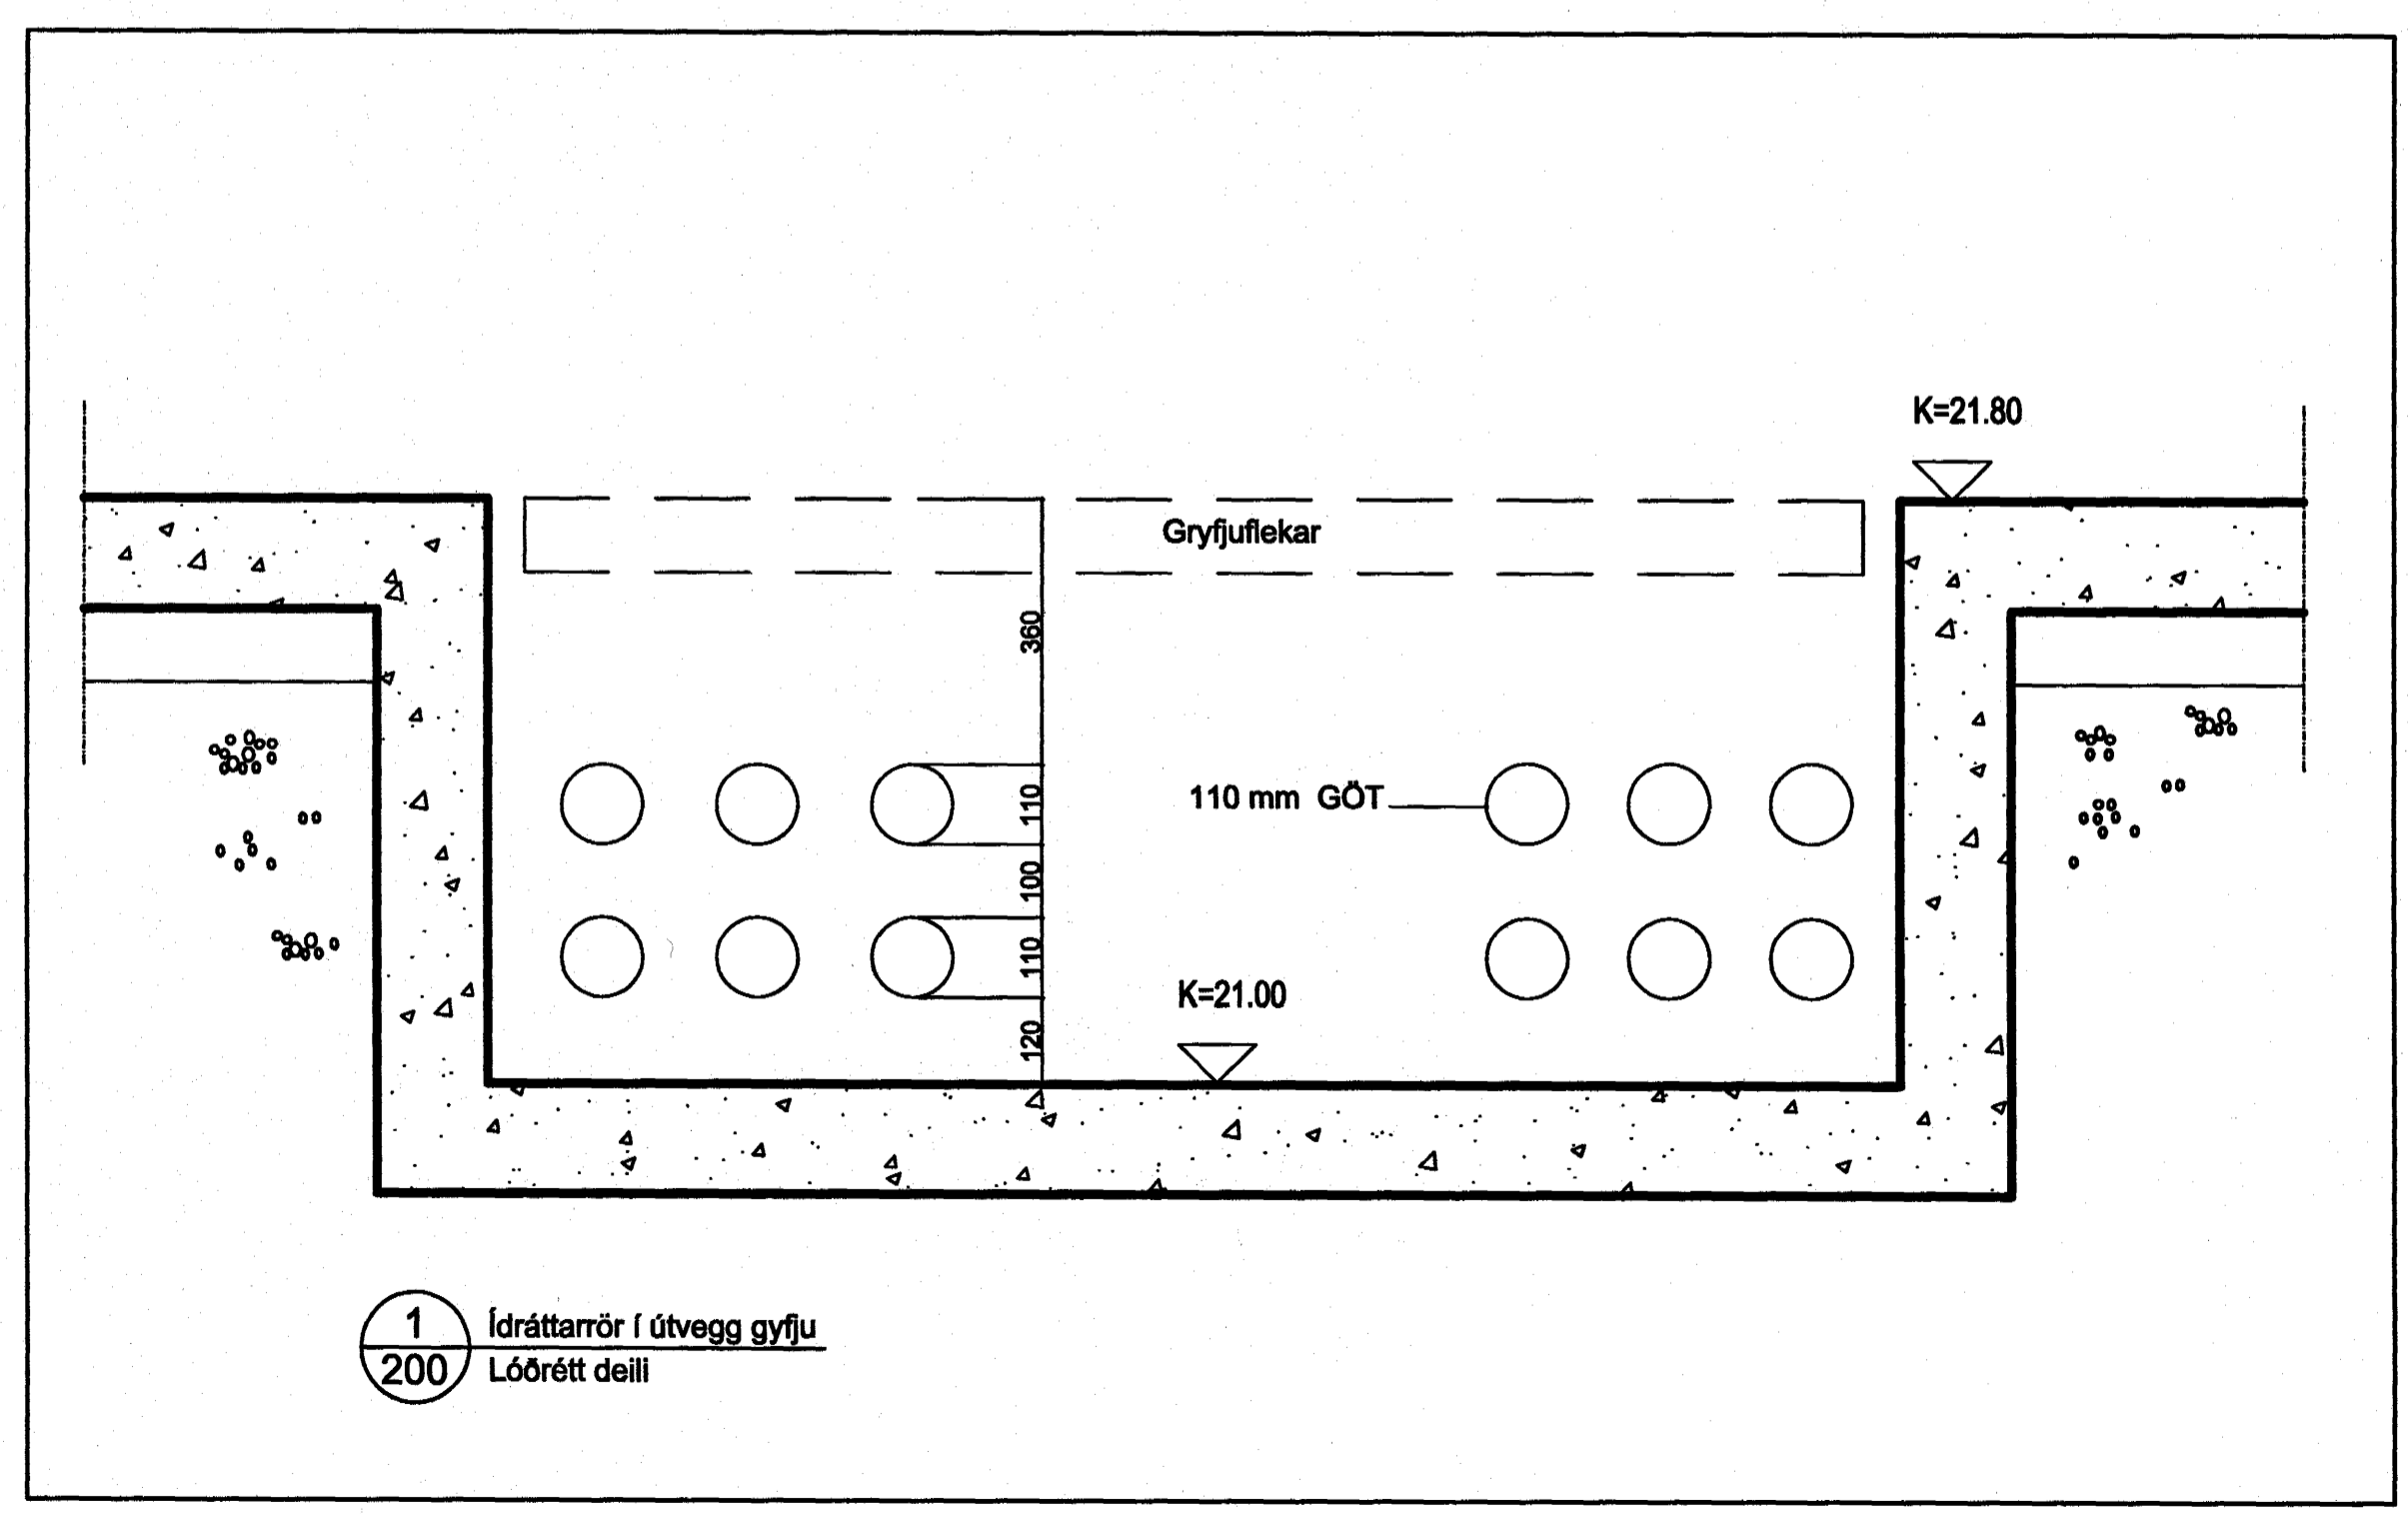 K=21.80
Gryfjuflekar
360
110 mm GÖT
110
100
110
K=21.00
120
1
200
Ídráttarrör í útvegg gyfju
Lóðrétt deili